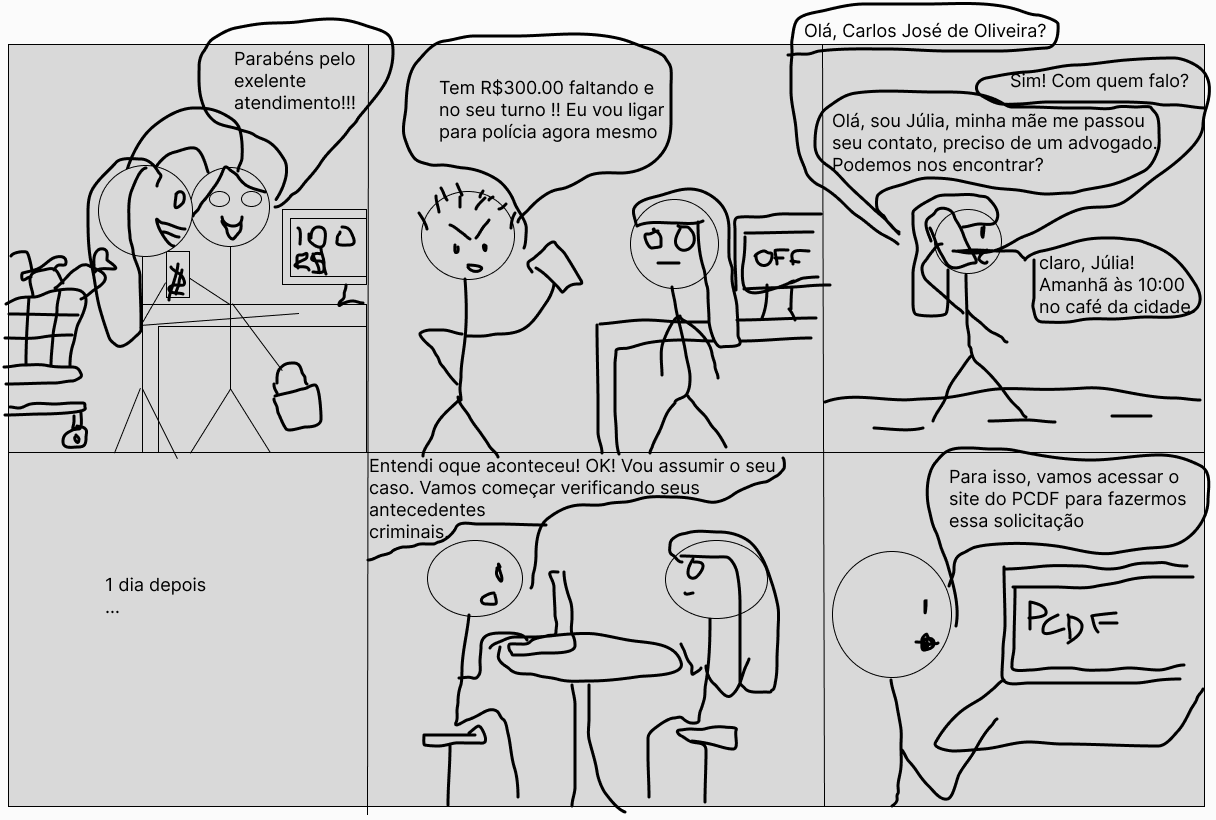 Parabéns pelo
exelente
atendimento!!!
100
R$
Tem R$300.00 faltando e
no seu turno !! Eu vou ligar
para polícia agora mesmo
OFF
Olá, Carlos José de Oliveira?
Sim! Com quem falo?
Olá, sou Júlia, minha mãe me passou
seu contato, preciso de um advogado.
Podemos nos encontrar?
claro, Júlia!
Amanhã às 10:00
no café da cidade
1 dia depois
...
Entendi oque aconteceu! OK! Vou assumir o seu
caso. Vamos começar verificando seus
antecedentes
criminais
Para isso, vamos acessar o
site do PCDF para fazermos
essa solicitação
PCDF